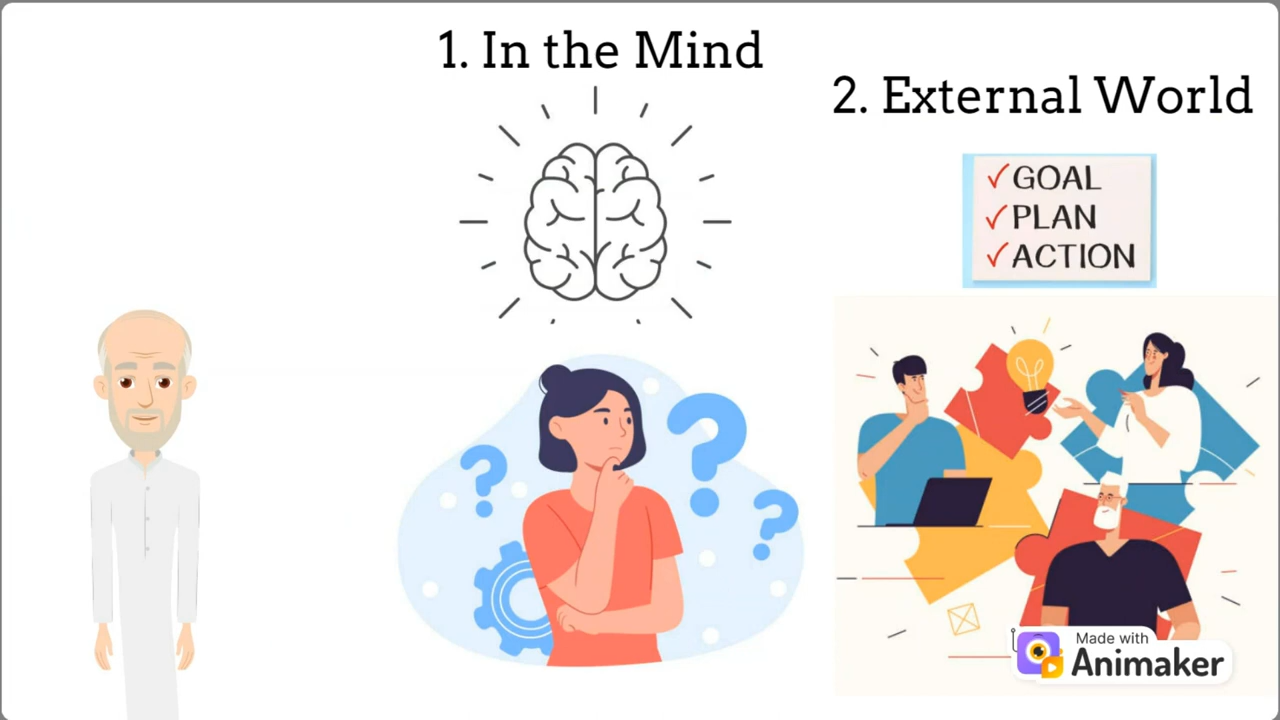 1. In the Mind
2. External World
✓GOAL
✓PLAN
✓ACTION
? ? ?
Made with
Animaker